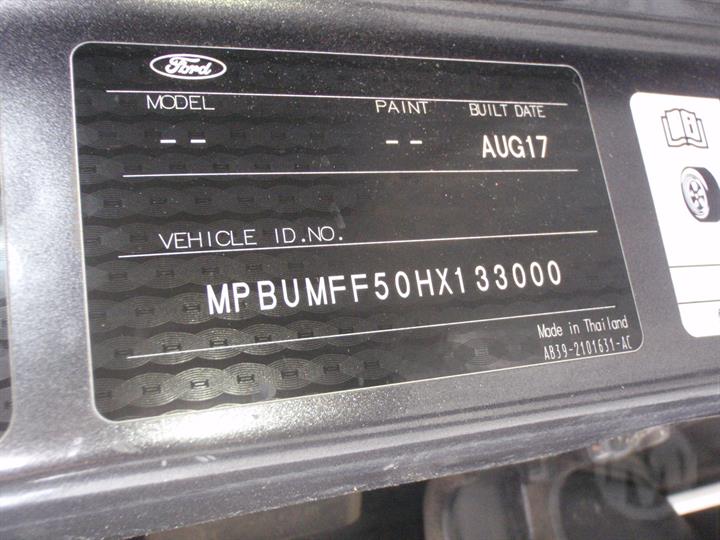 Ford
MODEL PAINT BUILT DATE
-- -- AUG17
VEHICLE ID.NO.
MPBUMFF50HX133000
Made in Thailand
AB39-2101631-AC
M